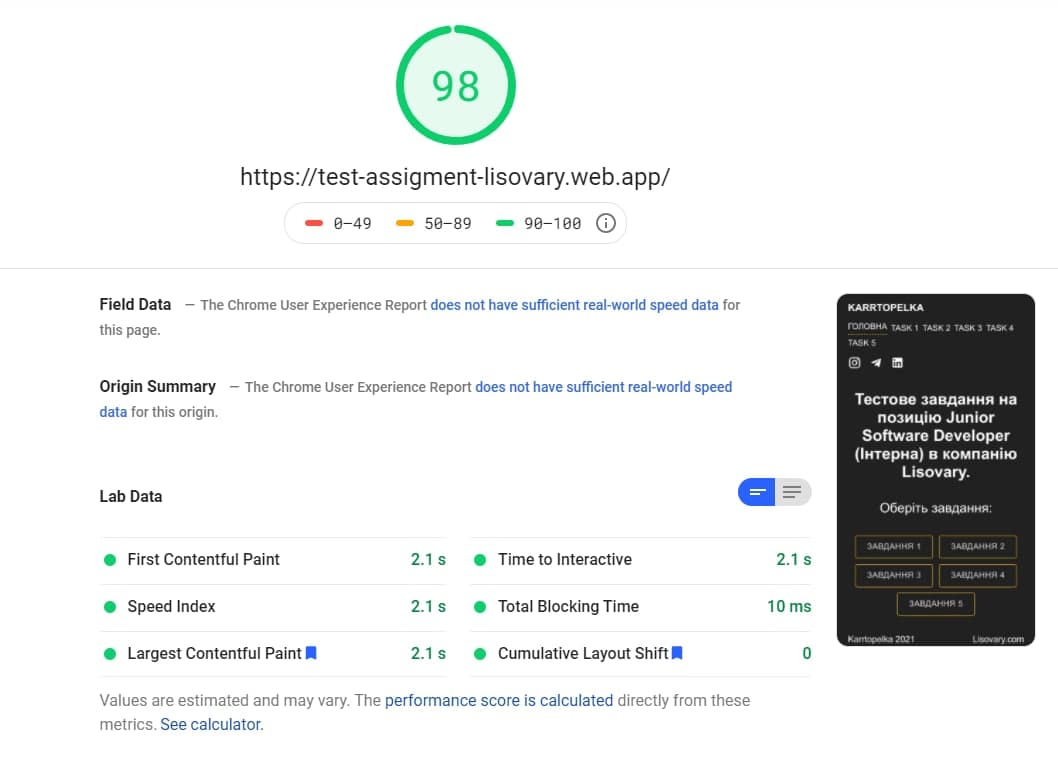 98
https://test-assigment-lisovary.web.app/
0–49 50–89 90–100
Field Data — The Chrome User Experience Report does not have sufficient real-world speed data for
this page.
Origin Summary — The Chrome User Experience Report does not have sufficient real-world speed
data for this origin.
Lab Data
First Contentful Paint 2.1 s
Time to Interactive 2.1 s
Speed Index 2.1 s
Total Blocking Time 10 ms
Largest Contentful Paint 2.1 s
Cumulative Layout Shift 0
Values are estimated and may vary. The performance score is calculated directly from these
metrics. See calculator.
KARRTOPELKA
ГОЛОВНА TASK 1 TASK 2 TASK 3 TASK 4
TASK 5
Тестове завдання на
позицію Junior
Software Developer
(Інтерна) в компанію
Lisovary.
Оберіть завдання:
ЗАВДАННЯ 1 ЗАВДАННЯ 2
ЗАВДАННЯ 3 ЗАВДАННЯ 4
ЗАВДАННЯ 5
Karrtopelka 2021 Lisovary.com